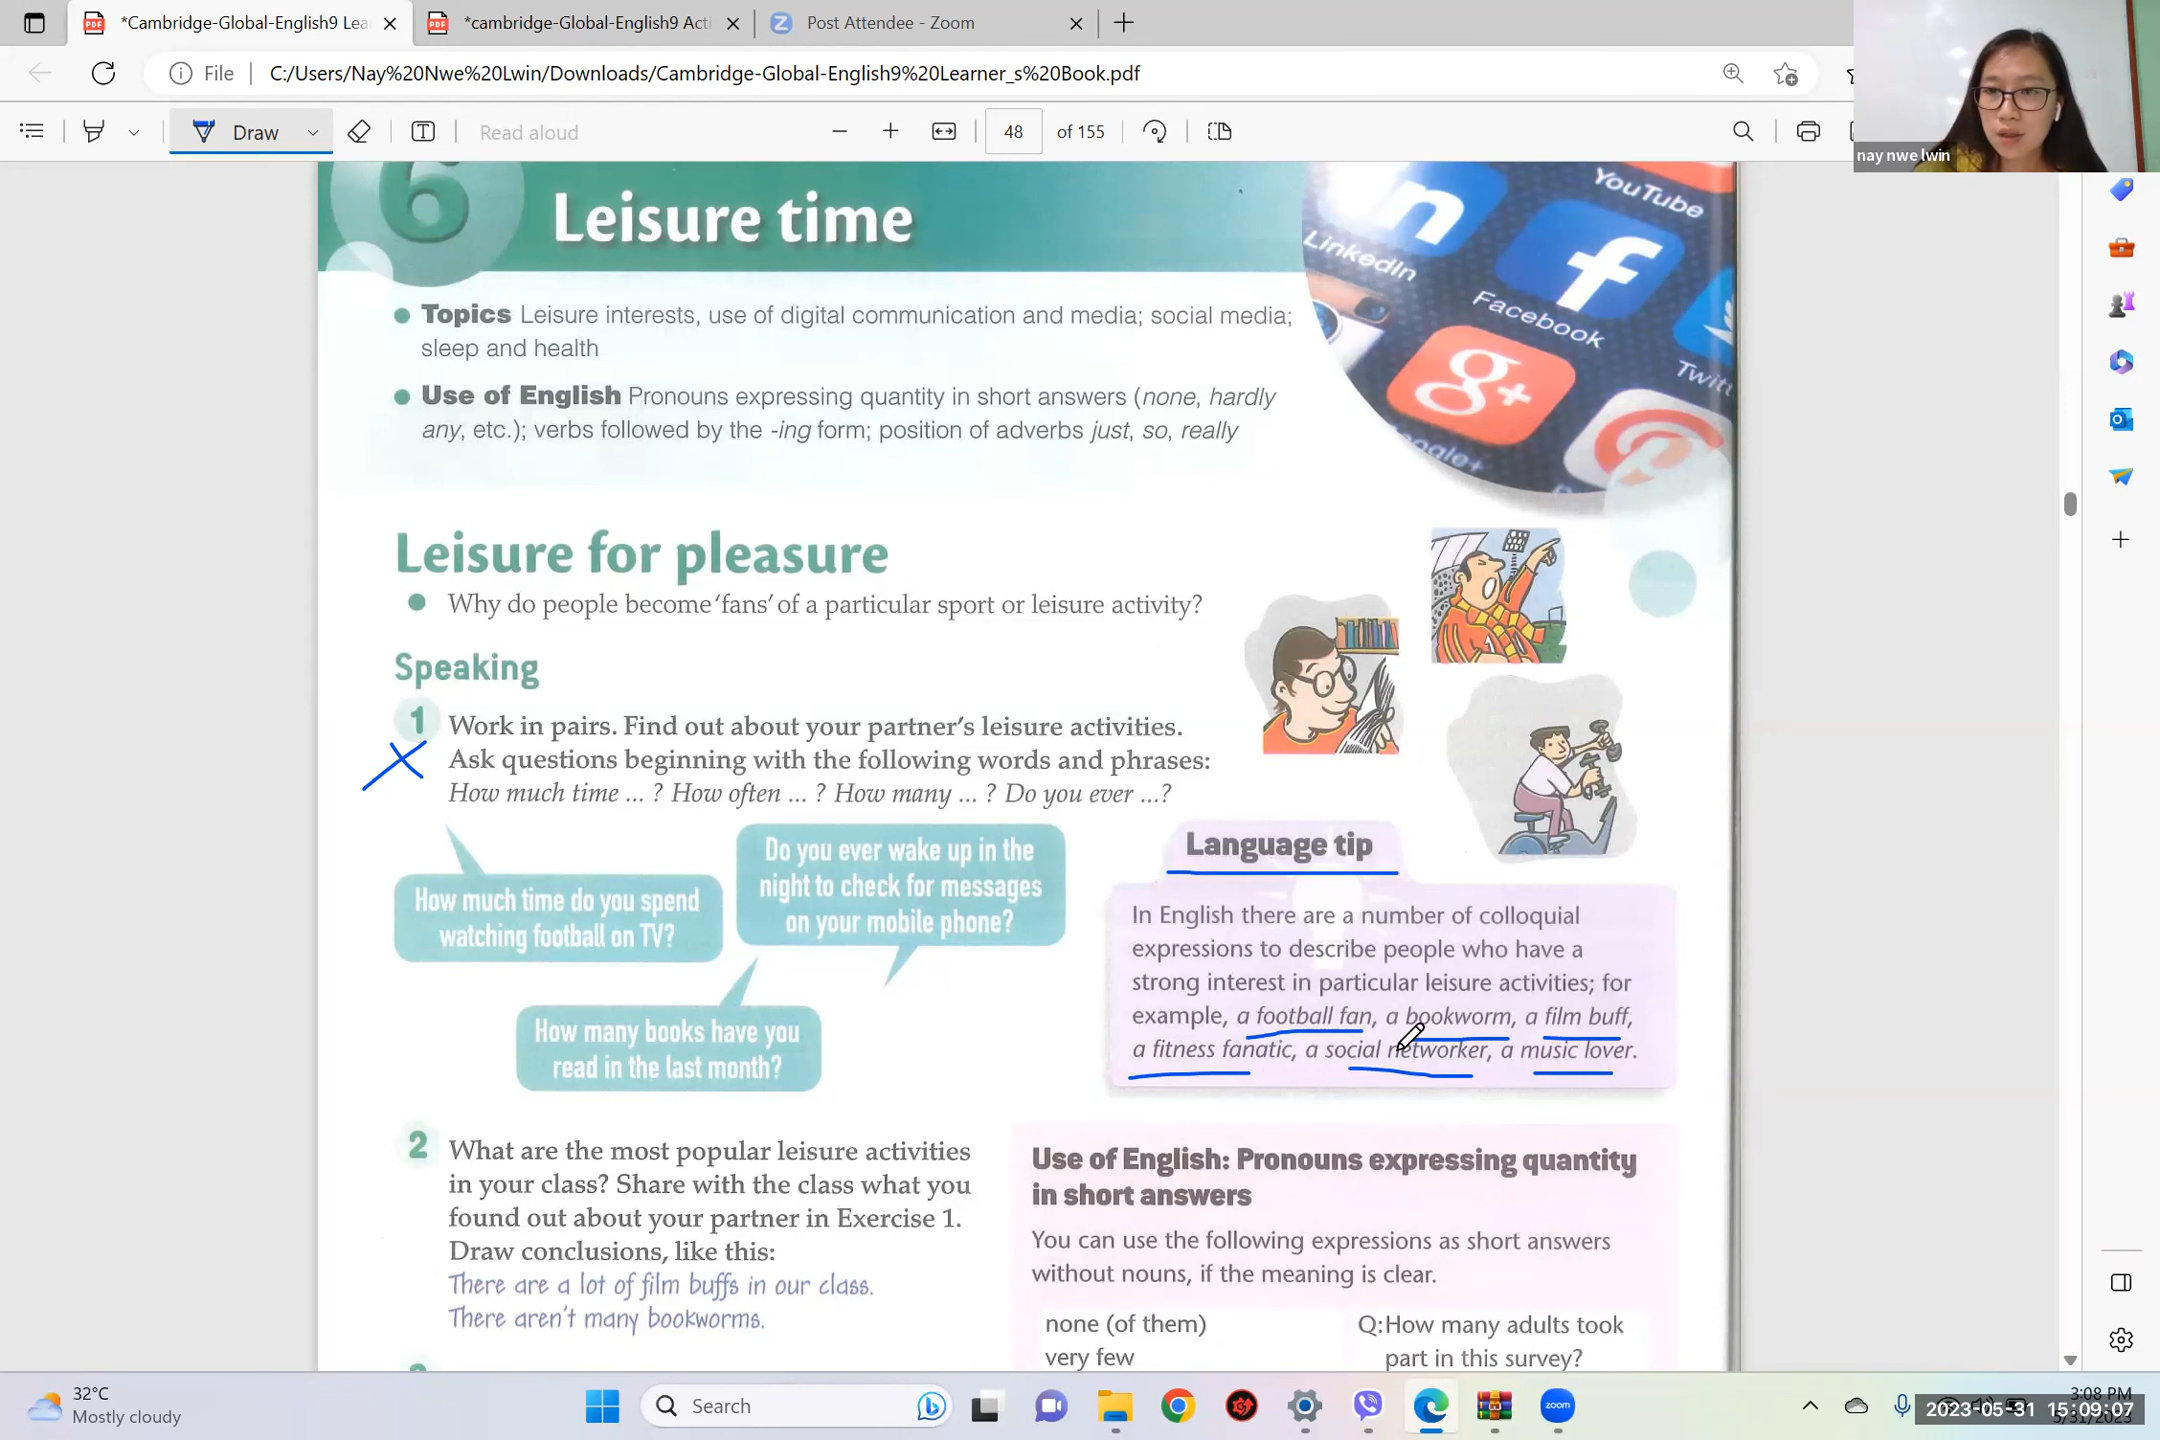 *Cambridge-Global-English9 Lea
*cambridge-Global-English9 Acti
Post Attendee - Zoom
File
C:/Users/Nay%20Nwe%20Lwin/Downloads/Cambridge-Global-English9%20Learner_s%20Book.pdf
Draw
Read aloud
48
of 155
nay nwe lwin
6
Leisure time
YouTube
LinkedIn
Facebook
Twitt
oogle+
Topics Leisure interests, use of digital communication and media; social media;
sleep and health
Use of English Pronouns expressing quantity in short answers (none, hardly
any, etc.); verbs followed by the -ing form; position of adverbs just, so, really
Leisure for pleasure
Why do people become 'fans' of a particular sport or leisure activity?
Speaking
1 Work in pairs. Find out about your partner's leisure activities.
Ask questions beginning with the following words and phrases:
How much time ... ? How often ... ? How many ... ? Do you ever ...?
How much time do you spend
watching football on TV?
Do you ever wake up in the
night to check for messages
on your mobile phone?
How many books have you
read in the last month?
Language tip
In English there are a number of colloquial
expressions to describe people who have a
strong interest in particular leisure activities; for
example, a football fan, a bookworm, a film buff,
a fitness fanatic, a social networker, a music lover.
2 What are the most popular leisure activities
in your class? Share with the class what you
found out about your partner in Exercise 1.
Draw conclusions, like this:
There are a lot of film buffs in our class.
There aren't many bookworms.
Use of English: Pronouns expressing quantity
in short answers
You can use the following expressions as short answers
without nouns, if the meaning is clear.
none (of them)
very few
Q: How many adults took
part in this survey?
32°C
Mostly cloudy
Search
zoom
3:08 PM
2023-05-31 15:09:07